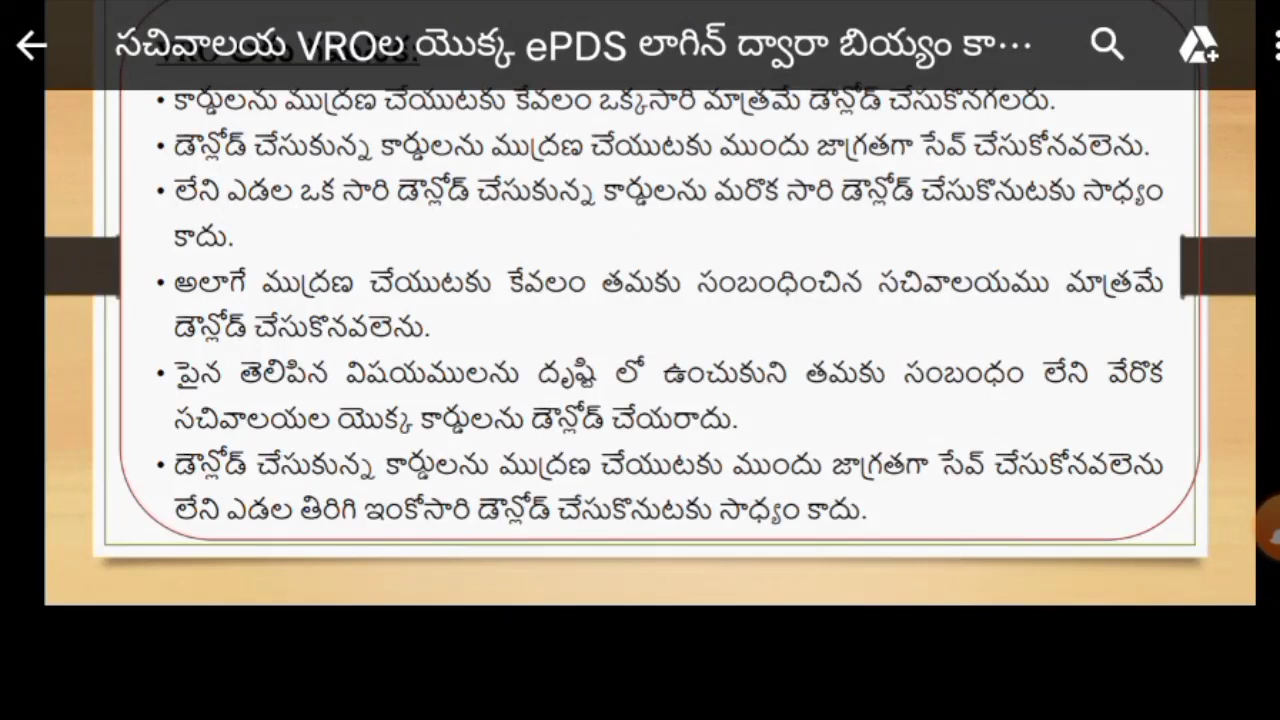 సచివాలయ VROల యొక్క ePDS లాగిన్ ద్వారా బియ్యం కా...
• కార్డులను ముద్రణ చేయుటకు కేవలం ఒక్కసారి మాత్రమే డౌన్లోడ్ చేసుకొనగలరు.
• డౌన్లోడ్ చేసుకున్న కార్డులను ముద్రణ చేయుటకు ముందు జాగ్రతగా సేవ్ చేసుకోనవలెను.
• లేని ఎడల ఒక సారి డౌన్లోడ్ చేసుకున్న కార్డులను మరొక సారి డౌన్లోడ్ చేసుకొనుటకు సాధ్యం
కాదు.
• అలాగే ముద్రణ చేయుటకు కేవలం తమకు సంబంధించిన సచివాలయము మాత్రమే
డౌన్లోడ్ చేసుకొనవలెను.
• పైన తెలిపిన విషయములను దృష్టి లో ఉంచుకుని తమకు సంబంధం లేని వేరొక
సచివాలయల యొక్క కార్డులను డౌన్లోడ్ చేయరాదు.
• డౌన్లోడ్ చేసుకున్న కార్డులను ముద్రణ చేయుటకు ముందు జాగ్రతగా సేవ్ చేసుకోనవలెను
లేని ఎడల తిరిగి ఇంకోసారి డౌన్లోడ్ చేసుకొనుటకు సాధ్యం కాదు.